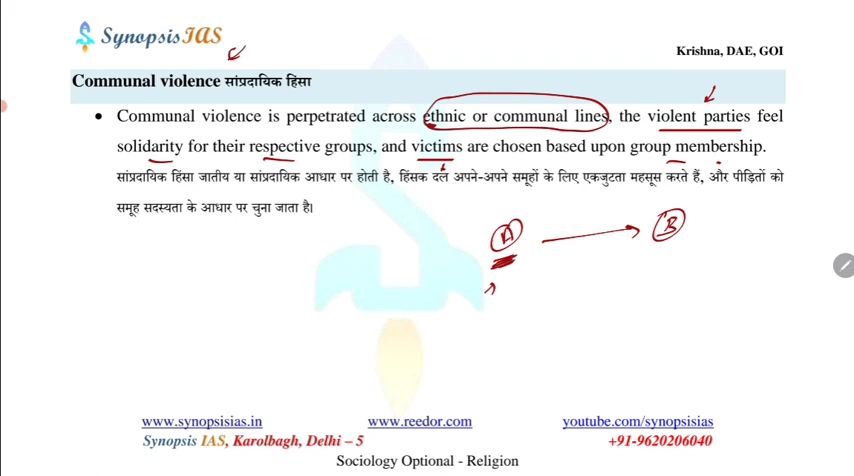 Synopsis IAS
Krishna, DAE, GOI
Communal violence सांप्रदायिक हिंसा
• Communal violence is perpetrated across ethnic or communal lines, the violent parties feel
solidarity for their respective groups, and victims are chosen based upon group membership.
सांप्रदायिक हिंसा जातीय या सांप्रदायिक आधार पर होती है, हिंसक दल अपने-अपने समूहों के लिए एकजुटता महसूस करते हैं, और पीड़ितों को
समूह सदस्यता के आधार पर चुना जाता है।
A B
www.synopsisias.in www.reedor.com youtube.com/synopsisias
Synopsis IAS, Karolbagh, Delhi – 5 +91-9620206040
Sociology Optional - Religion